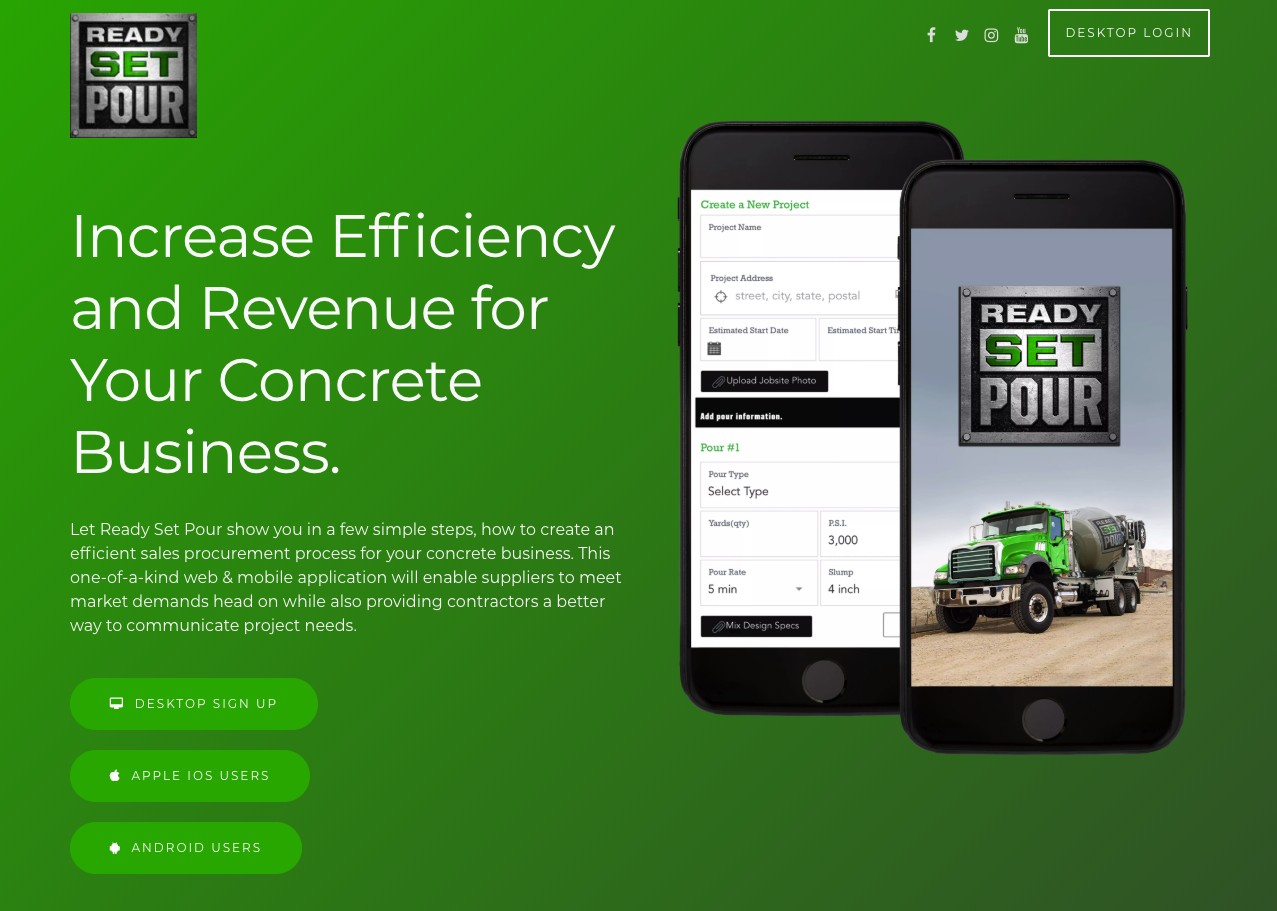 READY
SET
POUR
You
Tube
DESKTOP LOGIN
Increase Efficiency
and Revenue for
Your Concrete
Business.
Let Ready Set Pour show you in a few simple steps, how to create an
efficient sales procurement process for your concrete business. This
one-of-a-kind web & mobile application will enable suppliers to meet
market demands head on while also providing contractors a better
way to communicate project needs.
DESKTOP SIGN UP
APPLE IOS USERS
ANDROID USERS
Create a New Project
Project Name
Project Address
street, city, state, postal
Estimated Start Date
Estimated Start Ti
Upload Jobsite Photo
Add pour information.
Pour #1
Pour Type
Select Type
Yards(qty)
P.S.I.
3,000
Pour Rate
Slump
5 min
4 inch
Mix Design Specs
READY
SET
POUR
READY
SET
POUR